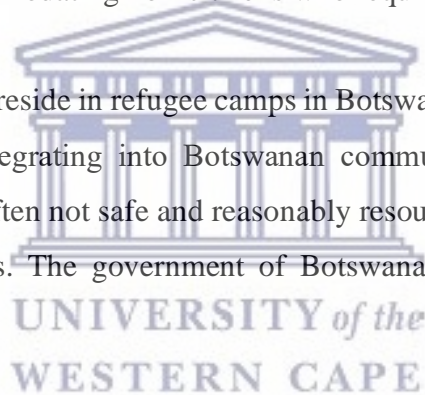 reside in refugee camps in Botswa
tegrating into Botswanan commu
ften not safe and reasonably resou
s. The government of Botswana
UNIVERSITY of the
WESTERN CAPE